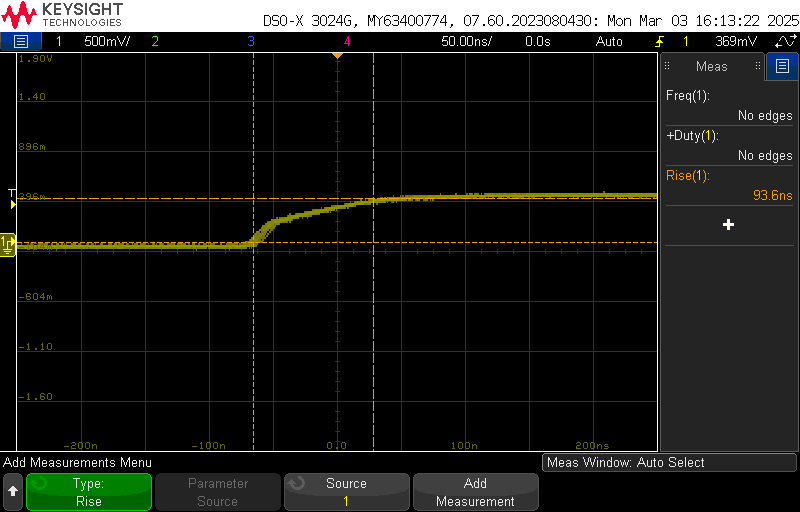 KEYSIGHT
TECHNOLOGIES
DSO-X 3024G, MY63400774, 07.60.2023080430: Mon Mar 03 16:13:22 2025
1 500mV/ 2 3 4 50.00ns/ 0.0s Auto 1 369mV
1.90V
1.40
896m
T
396m
1
-604m
-1.10
-1.60
-200n -100n 0.0 100n 200ns
Meas
Freq(1):
No edges
+Duty(1):
No edges
Rise(1):
93.6ns
+
Add Measurements Menu
Meas Window: Auto Select
Type:
Rise
Parameter
Source
Source
1
Add
Measurement